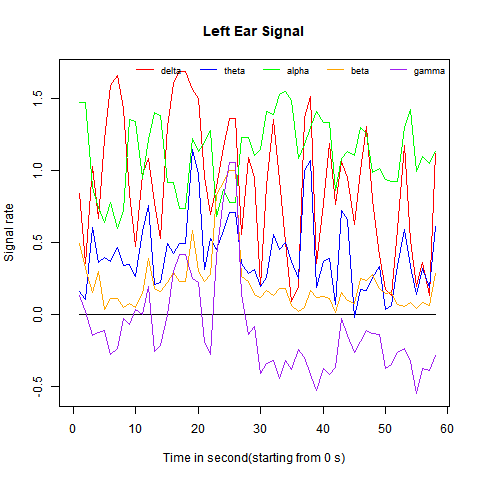 Left Ear Signal
delta theta alpha beta gamma
Signal rate
1.5
1.0
0.5
0.0
-0.5
0 10 20 30 40 50 60
Time in second(starting from 0 s)